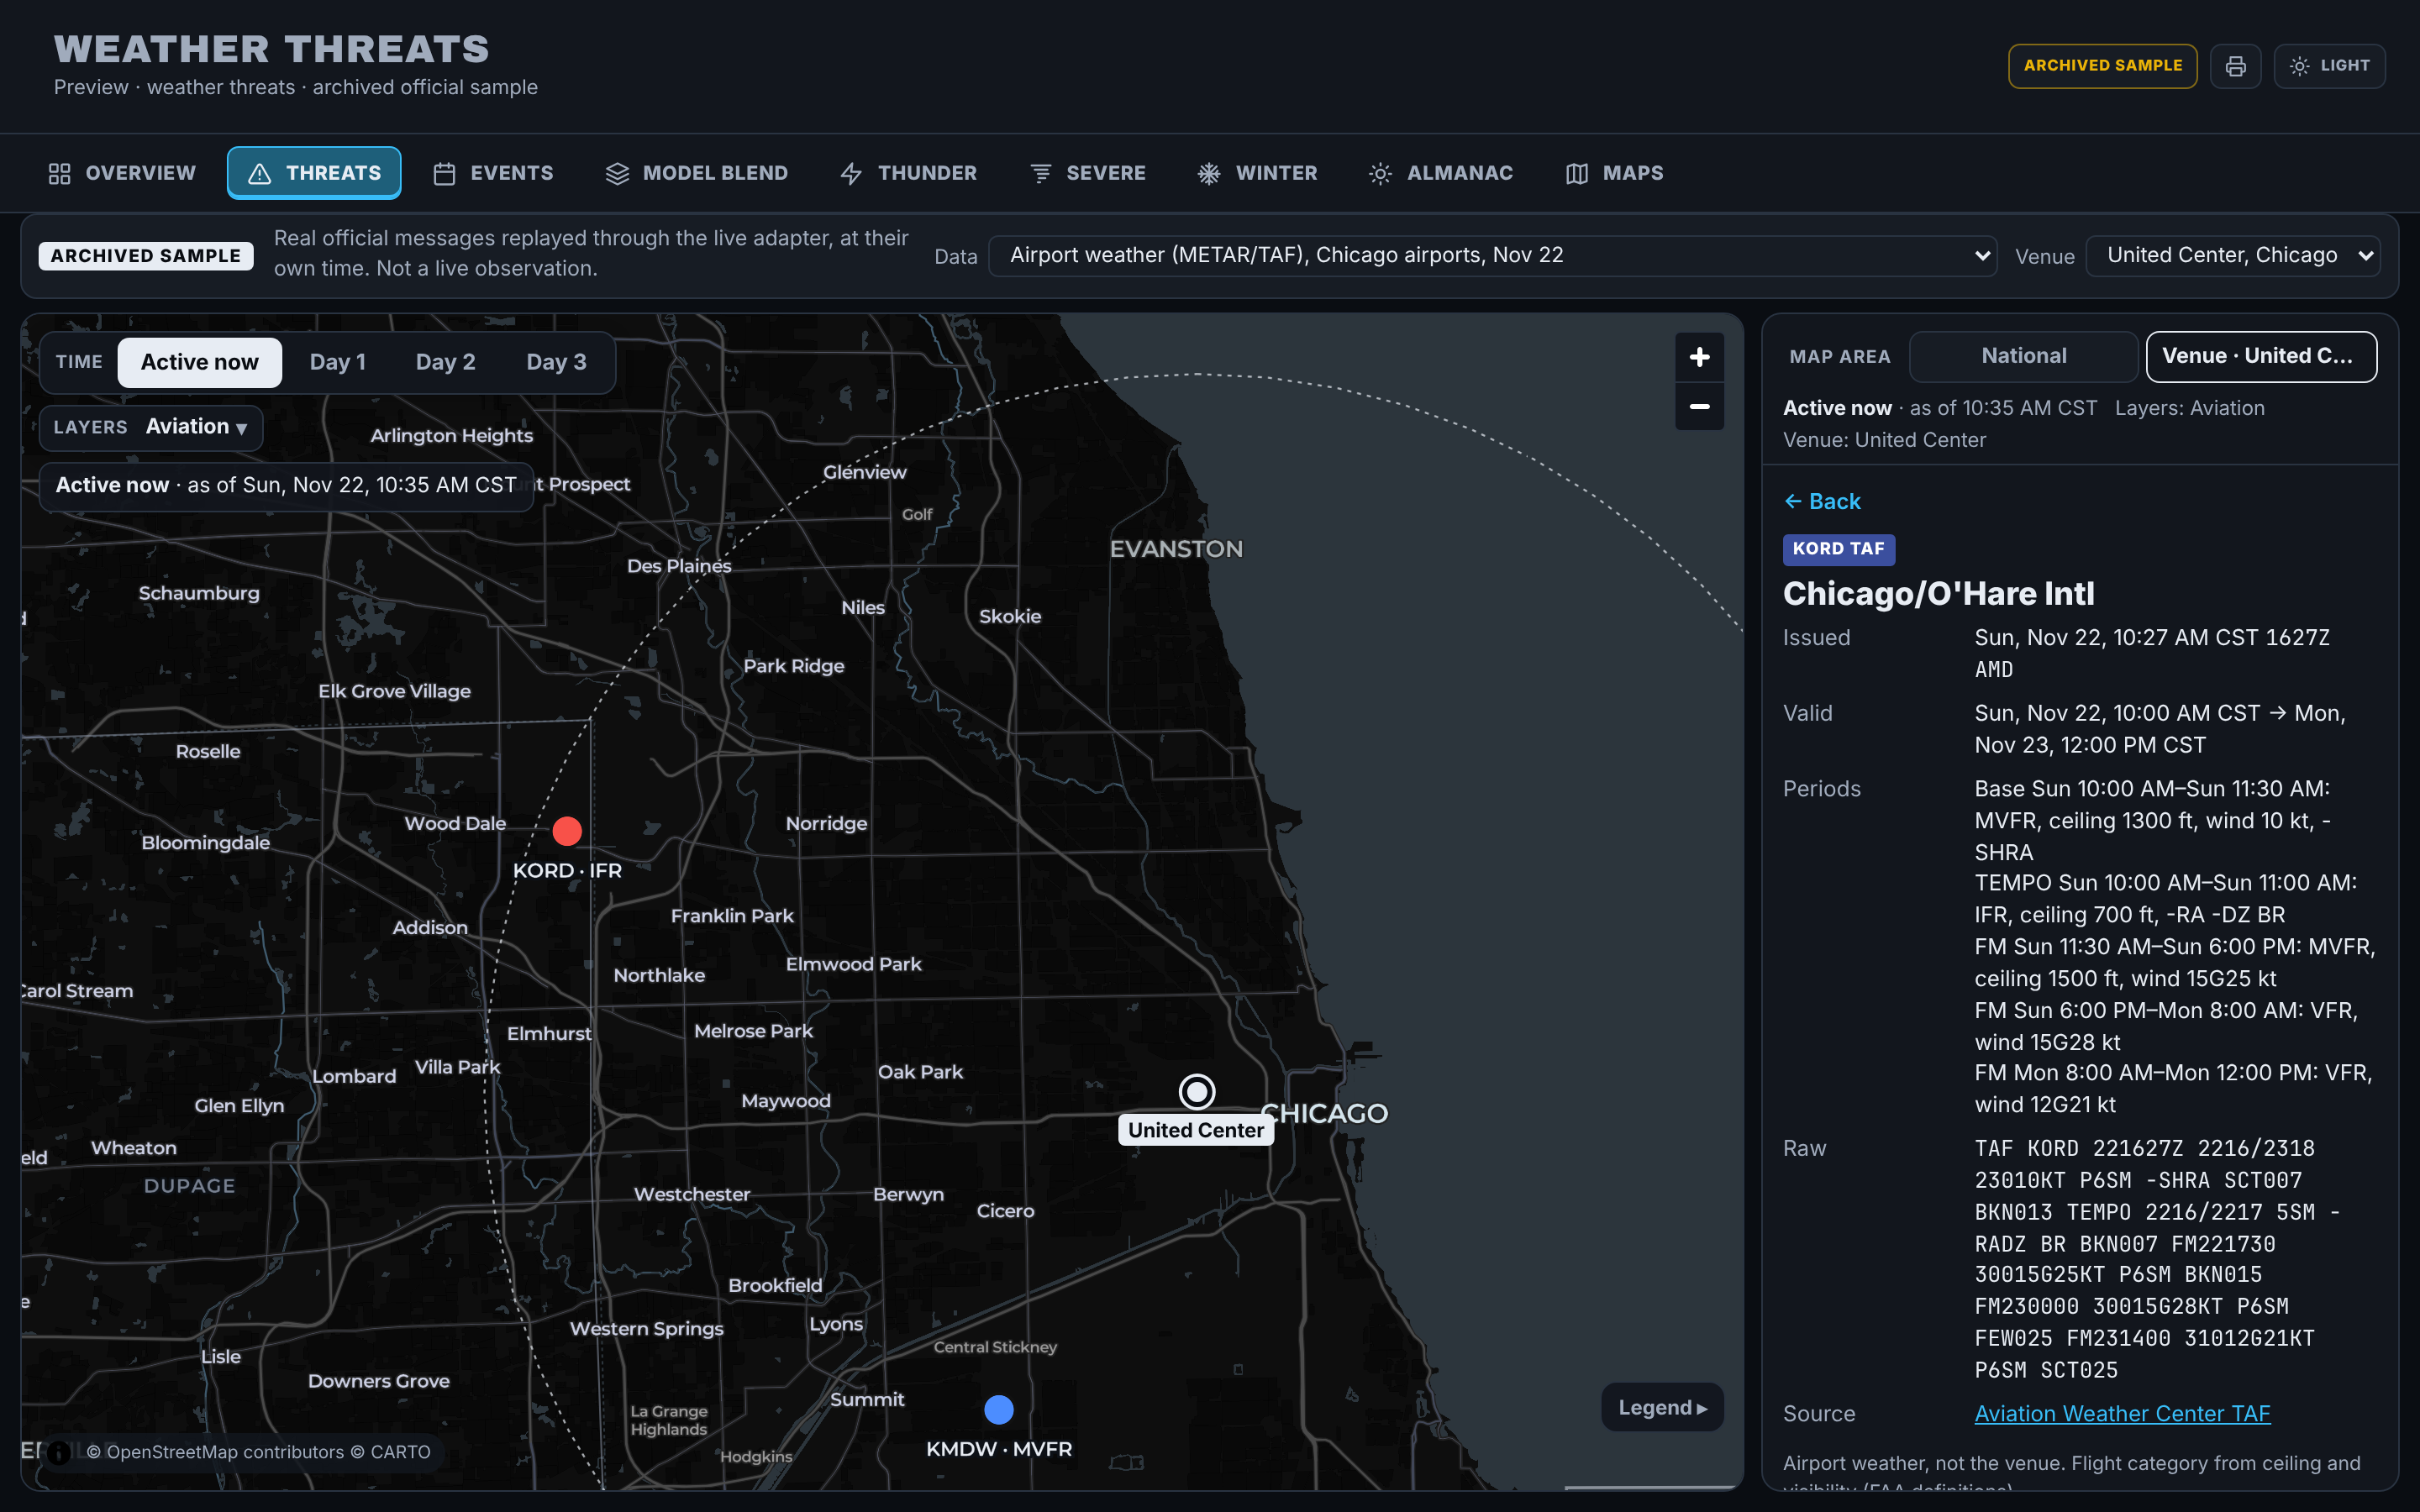 WEATHER THREATS
Preview · weather threats · archived official sample
ARCHIVED SAMPLE
LIGHT
OVERVIEW
THREATS
EVENTS
MODEL BLEND
THUNDER
SEVERE
WINTER
ALMANAC
MAPS
ARCHIVED SAMPLE
Real official messages replayed through the live adapter, at their
own time. Not a live observation.
Data
Airport weather (METAR/TAF), Chicago airports, Nov 22
Venue
United Center, Chicago
TIME
Active now
Day 1
Day 2
Day 3
LAYERS
Aviation ▾
Active now · as of Sun, Nov 22, 10:35 AM CST
+
−
Arlington Heights
Prospect
Glenview
Golf
EVANSTON
Des Plaines
Schaumburg
Niles
Skokie
Park Ridge
Elk Grove Village
Roselle
Wood Dale
Norridge
Bloomingdale
KORD · IFR
Franklin Park
Addison
Elmwood Park
Northlake
Carol Stream
Elmhurst
Melrose Park
Villa Park
Lombard
Oak Park
Glen Ellyn
Maywood
CHICAGO
United Center
Wheaton
DUPAGE
Westchester
Berwyn
Cicero
Brookfield
Western Springs
Lyons
Central Stickney
Lisle
Downers Grove
Summit
La Grange
Highlands
KMDW · MVFR
Hodgkins
Legend ▸
© OpenStreetMap contributors © CARTO
MAP AREA
National
Venue · United C...
Active now · as of 10:35 AM CST Layers: Aviation
Venue: United Center
← Back
KORD TAF
Chicago/O'Hare Intl
Issued
Sun, Nov 22, 10:27 AM CST 1627Z
AMD
Valid
Sun, Nov 22, 10:00 AM CST → Mon,
Nov 23, 12:00 PM CST
Periods
Base Sun 10:00 AM–Sun 11:30 AM:
MVFR, ceiling 1300 ft, wind 10 kt, -
SHRA
TEMPO Sun 10:00 AM–Sun 11:00 AM:
IFR, ceiling 700 ft, -RA -DZ BR
FM Sun 11:30 AM–Sun 6:00 PM: MVFR,
ceiling 1500 ft, wind 15G25 kt
FM Sun 6:00 PM–Mon 8:00 AM: VFR,
wind 15G28 kt
FM Mon 8:00 AM–Mon 12:00 PM: VFR,
wind 12G21 kt
Raw
TAF KORD 221627Z 2216/2318
23010KT P6SM -SHRA SCT007
BKN013 TEMPO 2216/2217 5SM -
RADZ BR BKN007 FM221730
30015G25KT P6SM BKN015
FM230000 30015G28KT P6SM
FEW025 FM231400 31012G21KT
P6SM SCT025
Source
Aviation Weather Center TAF
Airport weather, not the venue. Flight category from ceiling and
visibility (FAA definitions)